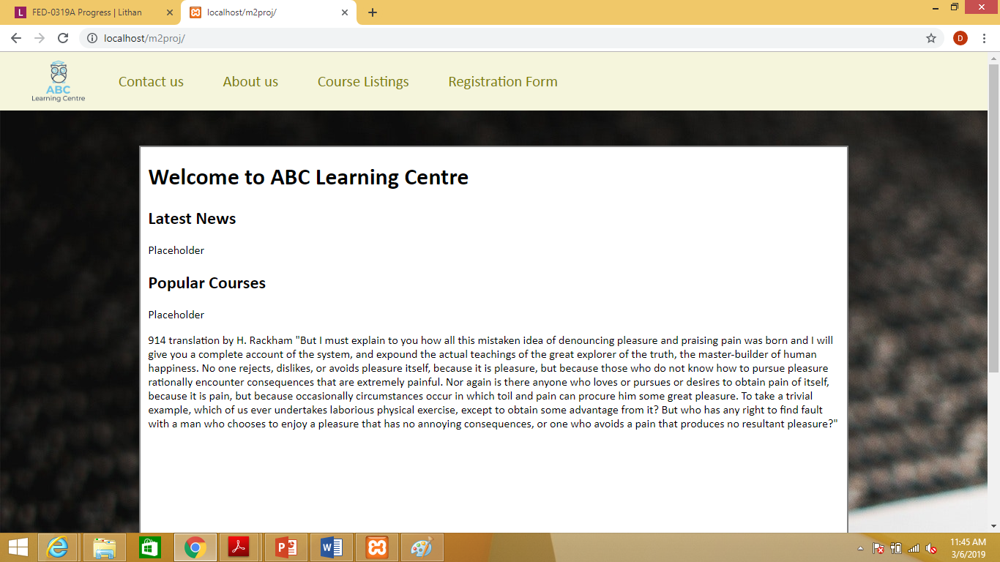 L FED-0319A Progress | Lithan
localhost/m2proj/
localhost/m2proj/
D
ABC
Learning Centre
Contact us About us Course Listings Registration Form
Welcome to ABC Learning Centre
Latest News
Placeholder
Popular Courses
Placeholder
914 translation by H. Rackham "But I must explain to you how all this mistaken idea of denouncing pleasure and praising pain was born and I will
give you a complete account of the system, and expound the actual teachings of the great explorer of the truth, the master-builder of human
happiness. No one rejects, dislikes, or avoids pleasure itself, because it is pleasure, but because those who do not know how to pursue pleasure
rationally encounter consequences that are extremely painful. Nor again is there anyone who loves or pursues or desires to obtain pain of itself,
because it is pain, but because occasionally circumstances occur in which toil and pain can procure him some great pleasure. To take a trivial
example, which of us ever undertakes laborious physical exercise, except to obtain some advantage from it? But who has any right to find fault
with a man who chooses to enjoy a pleasure that has no annoying consequences, or one who avoids a pain that produces no resultant pleasure?"
11:45 AM
3/6/2019